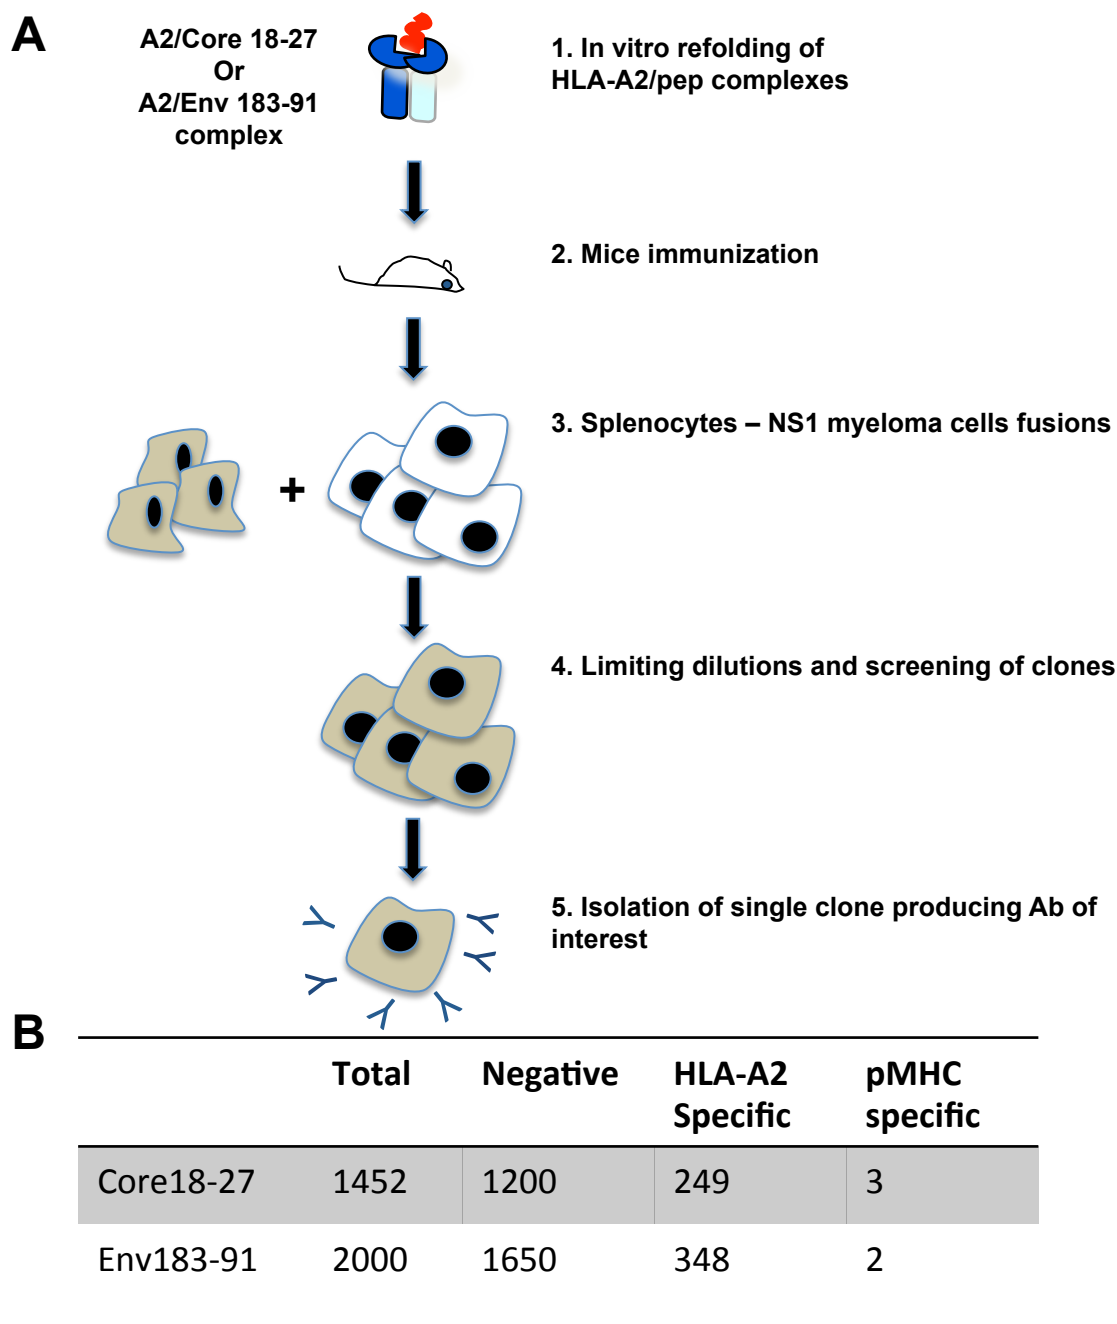 A
A2/Core 18-27
Or
A2/Env 183-91
complex
1. In vitro refolding of
HLA-A2/pep complexes
2. Mice immunization
3. Splenocytes – NS1 myeloma cells fusions
+
4. Limiting dilutions and screening of clones
5. Isolation of single clone producing Ab of
interest
B
Total Negative HLA-A2 Specific pMHC specific
Core18-27 1452 1200 249 3
Env183-91 2000 1650 348 2